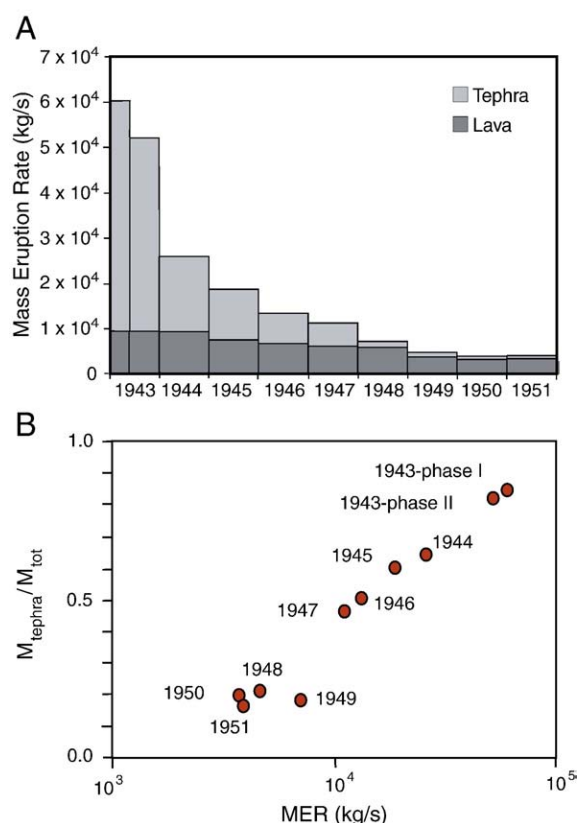 A
Mass Eruption Rate (kg/s)
7 x 10⁴
6 x 10⁴
5 x 10⁴
4 x 10⁴
3 x 10⁴
2 x 10⁴
1 x 10⁴
0
Tephra
Lava
1943 1944 1945 1946 1947 1948 1949 1950 1951
B
M_tephra/M_tot
1.0
0.5
0.0
1943-phase I
1943-phase II
1945 1944
1947 1946
1948
1950 1949
1951
10³ 10⁴ 10⁵
MER (kg/s)